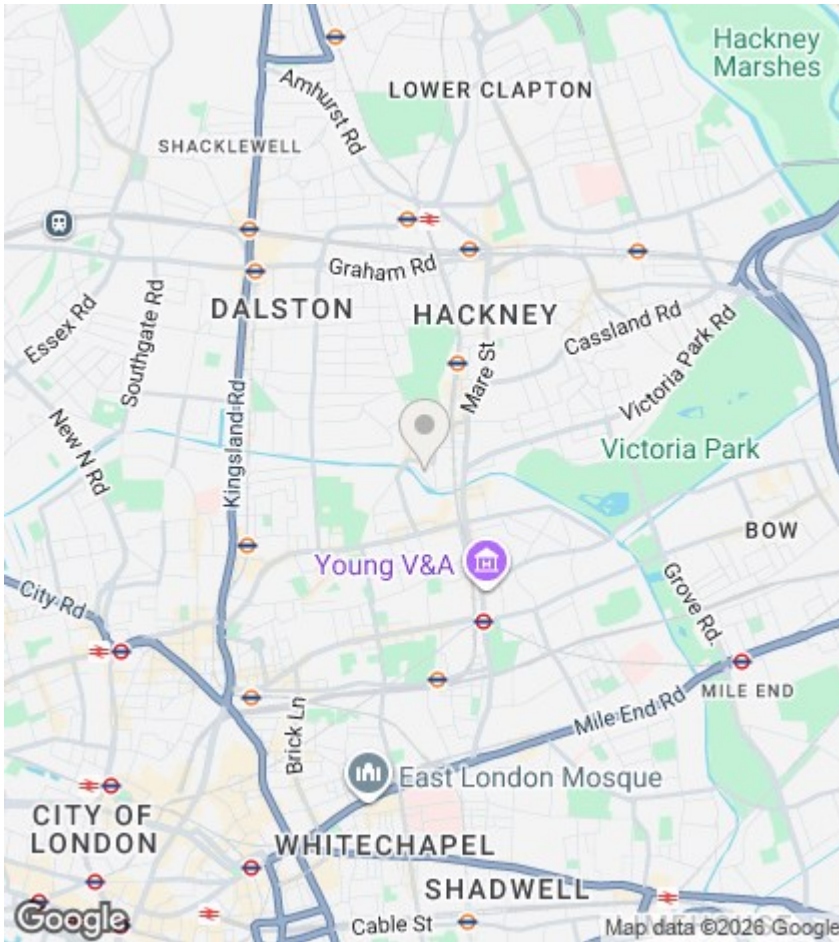 Hackney
Marshes
LOWER CLAPTON
Amhurst Rd
SHACKLEWELL
Graham Rd
DALSTON
HACKNEY
Essex Rd
Southgate Rd
Cassland Rd
Mare St
Victoria Park Rd
Kingsland Rd
New N Rd
Victoria Park
BOW
Young V&A
City Rd
Grove Rd.
MILE END
Mile End Rd
Brick Ln
East London Mosque
CITY OF
LONDON
WHITECHAPEL
SHADWELL
Google
Cable St
Map data ©2026 Google